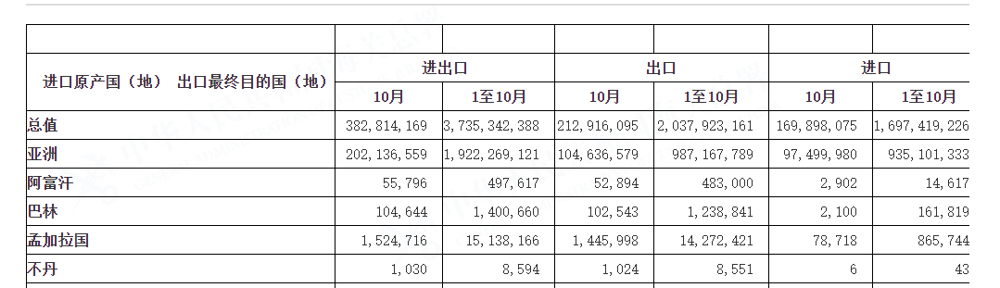 进出口 出口 进口
进口原产国（地） 出口最终目的国（地）
10月 1至10月 10月 1至10月 10月 1至10月
总值 382,814,169 3,735,342,388 212,916,095 2,037,923,161 169,898,075 1,697,419,226
亚洲 202,136,559 1,922,269,121 104,636,579 987,167,789 97,499,980 935,101,333
阿富汗 55,796 497,617 52,894 483,000 2,902 14,617
巴林 104,644 1,400,660 102,543 1,238,841 2,100 161,819
孟加拉国 1,524,716 15,138,166 1,445,998 14,272,421 78,718 865,744
不丹 1,030 8,594 1,024 8,551 6 43